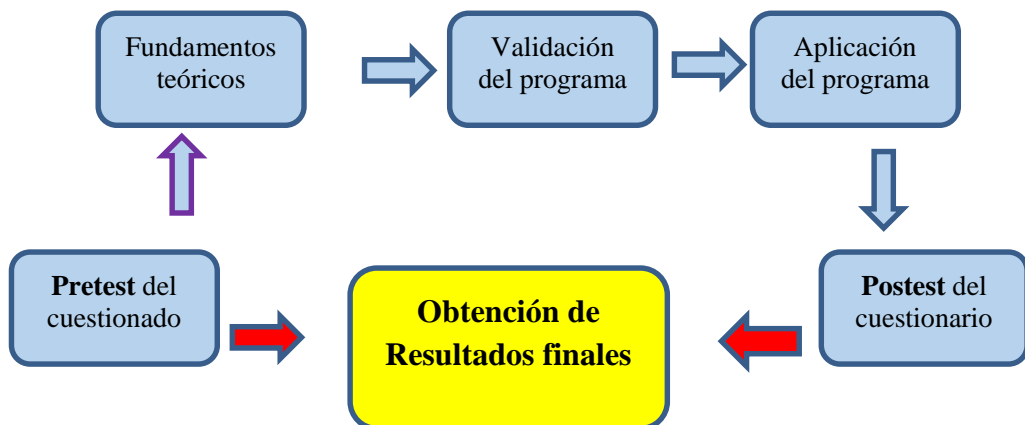 Fundamentos
teóricos
Validación
del programa
Aplicación
del programa
Pretest del
cuestionado
Obtención de
Resultados finales
Postest del
cuestionario